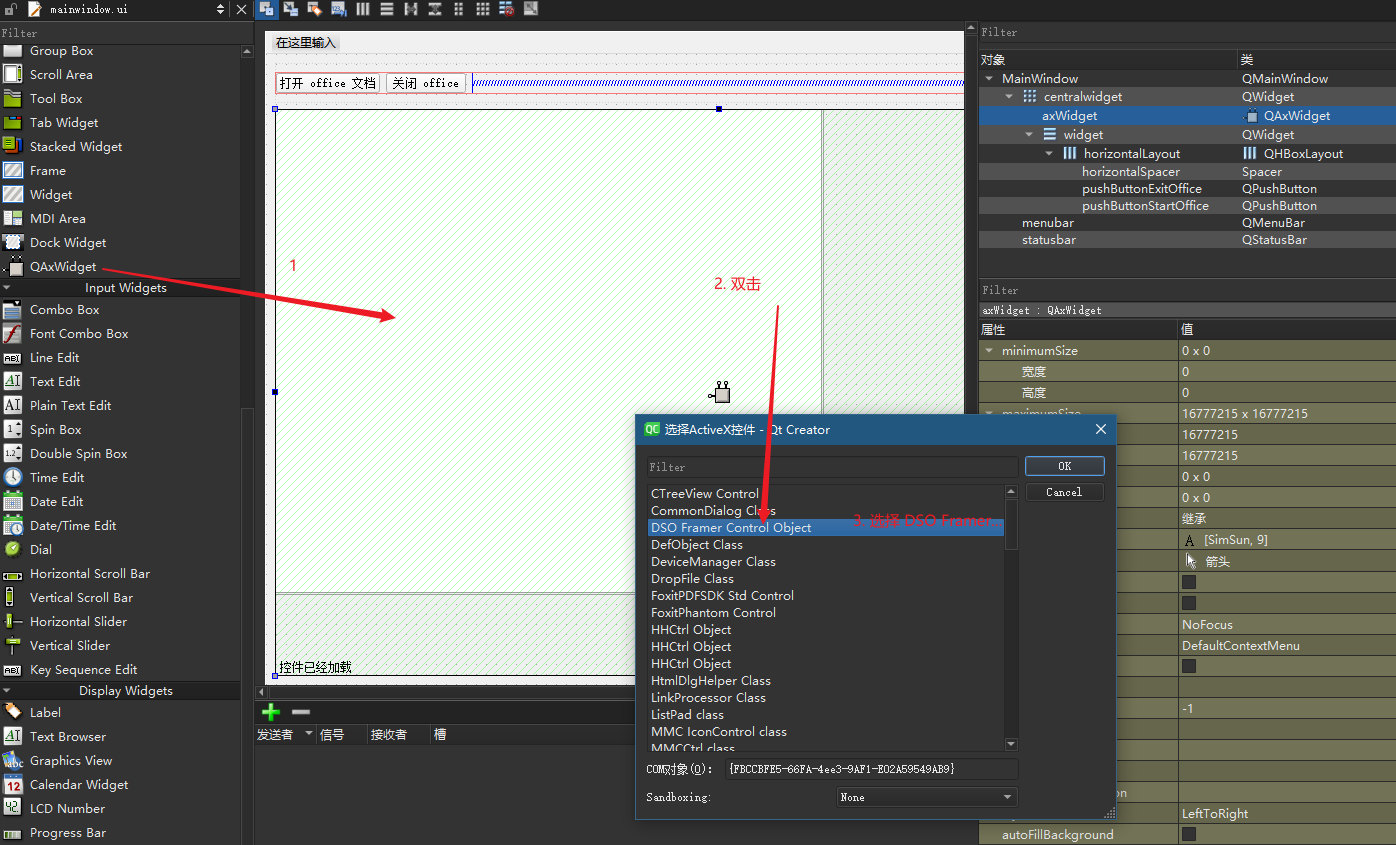 mainwindow.ui
Filter
Group Box
Scroll Area
Tool Box
Tab Widget
Stacked Widget
Frame
Widget
MDI Area
Dock Widget
QAxWidget
Input Widgets
Combo Box
Font Combo Box
Line Edit
Text Edit
Plain Text Edit
Spin Box
Double Spin Box
Time Edit
Date Edit
Date/Time Edit
Dial
Horizontal Scroll Bar
Vertical Scroll Bar
Horizontal Slider
Vertical Slider
Key Sequence Edit
Display Widgets
Label
Text Browser
Graphics View
Calendar Widget
LCD Number
Progress Bar
在这里输入
打开 office 文档 关闭 office
1
2. 双击
控件已经加载
发送者 信号 接收者 槽
选择ActiveX控件 - Qt Creator
Filter
OK
Cancel
CTreeView Control
CommonDialog Class
DSO Framer Control Object
3. 选择 DSO Framer...
DefObject Class
DeviceManager Class
DropFile Class
FoxitPDFSDK Std Control
FoxitPhantom Control
HHCtrl Object
HHCtrl Object
HHCtrl Object
HtmlDlgHelper Class
LinkProcessor Class
ListPad class
MMC IconControl class
MMCCtrl class
COM对象(O): {FBCCBFE5-66FA-4ee3-9AF1-E02A59549AB9}
Sandboxing: None
Filter
对象 类
MainWindow QMainWindow
centralwidget QWidget
axWidget QAxWidget
widget QWidget
horizontalLayout QHBoxLayout
horizontalSpacer Spacer
pushButtonExitOffice QPushButton
pushButtonStartOffice QPushButton
menubar QMenuBar
statusbar QStatusBar
Filter
axWidget : QAxWidget
属性 值
minimumSize 0 x 0
宽度 0
高度 0
maximumSize 16777215 x 16777215
16777215
16777215
0 x 0
0 x 0
继承
A [SimSun, 9]
箭头
NoFocus
DefaultContextMenu
-1
LeftToRight
autoFillBackground